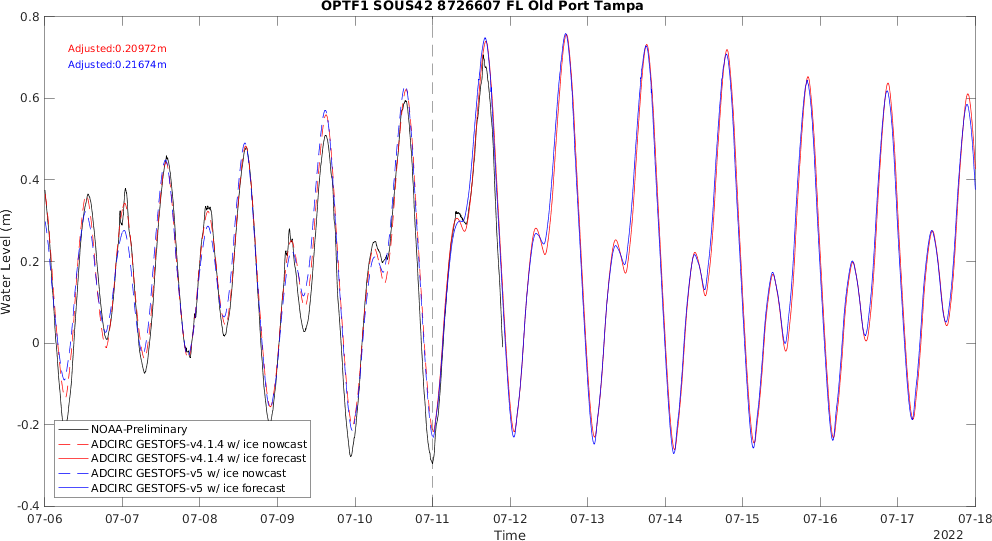 OPTF1 SOUS42 8726607 FL Old Port Tampa
0.8
Adjusted:0.20972m
Adjusted:0.21674m
0.6
0.4
0.2
0
-0.2
-0.4
Water Level (m)
NOAA-Preliminary
ADCIRC GESTOFS-v4.1.4 w/ ice nowcast
ADCIRC GESTOFS-v4.1.4 w/ ice forecast
ADCIRC GESTOFS-v5 w/ ice nowcast
ADCIRC GESTOFS-v5 w/ ice forecast
07-06 07-07 07-08 07-09 07-10 07-11 07-12 07-13 07-14 07-15 07-16 07-17 07-18
Time
2022